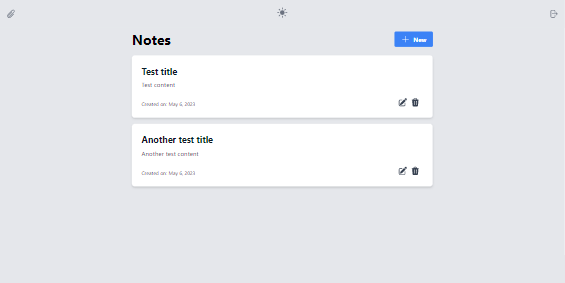 Notes
+ New
Test title
Test content
Created on: May 6, 2023
Another test title
Another test content
Created on: May 6, 2023